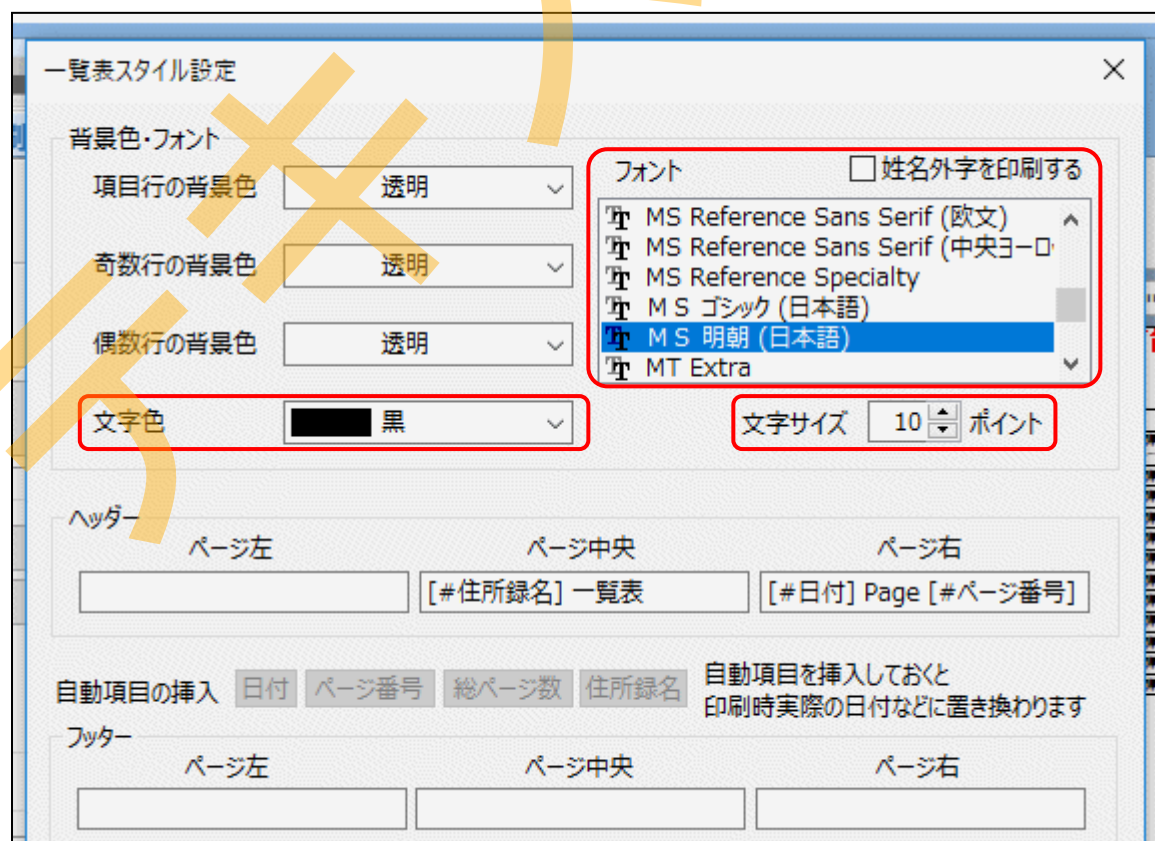 一覧表スタイル設定
背景色・フォント
項目行の背景色 透明
奇数行の背景色 透明
偶数行の背景色 透明
文字色 黒
フォント 姓名外字を印刷する
MS Reference Sans Serif (欧文)
MS Reference Sans Serif (中央ヨーロ
MS Reference Specialty
ＭＳ ゴシック (日本語)
ＭＳ 明朝 (日本語)
MT Extra
文字サイズ 10 ポイント
ヘッダー
ページ左 ページ中央 ページ右
[#住所録名] 一覧表 [#日付] Page [#ページ番号]
自動項目の挿入 日付 ページ番号 総ページ数 住所録名
自動項目を挿入しておくと
印刷時実際の日付などに置き換わります
フッター
ページ左 ページ中央 ページ右